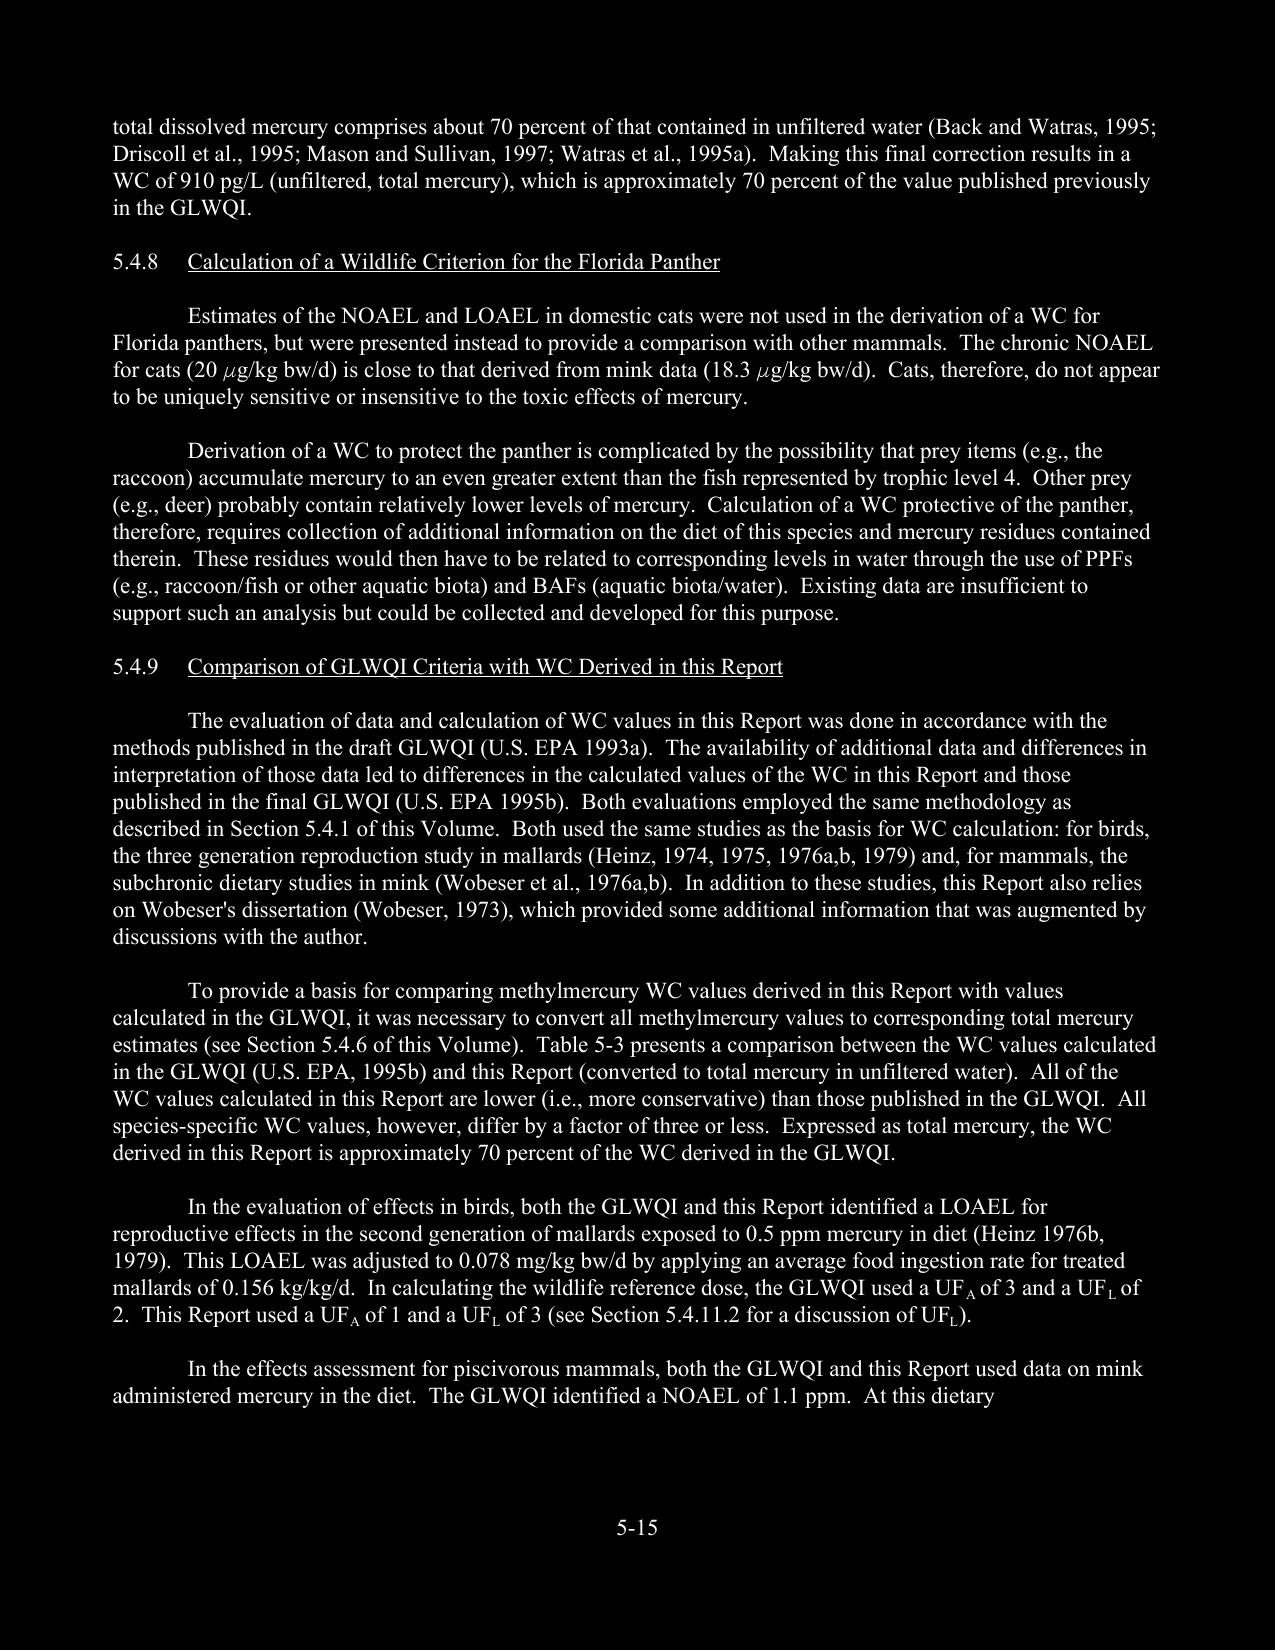 total dissolved mercury comprises about 70 percent of that contained in unfiltered water (Back and Watras, 1995;
Driscoll et al., 1995; Mason and Sullivan, 1997; Watras et al., 1995a).  Making this final correction results in a
WC of 910 pg/L (unfiltered, total mercury), which is approximately 70 percent of the value published previously
in the GLWQI.
5.4.8 Calculation of a Wildlife Criterion for the Florida Panther
Estimates of the NOAEL and LOAEL in domestic cats were not used in the derivation of a WC for
Florida panthers, but were presented instead to provide a comparison with other mammals.  The chronic NOAEL
for cats (20 μg/kg bw/d) is close to that derived from mink data (18.3 μg/kg bw/d).  Cats, therefore, do not appear
to be uniquely sensitive or insensitive to the toxic effects of mercury.
Derivation of a WC to protect the panther is complicated by the possibility that prey items (e.g., the
raccoon) accumulate mercury to an even greater extent than the fish represented by trophic level 4.  Other prey
(e.g., deer) probably contain relatively lower levels of mercury.  Calculation of a WC protective of the panther,
therefore, requires collection of additional information on the diet of this species and mercury residues contained
therein.  These residues would then have to be related to corresponding levels in water through the use of PPFs
(e.g., raccoon/fish or other aquatic biota) and BAFs (aquatic biota/water).  Existing data are insufficient to
support such an analysis but could be collected and developed for this purpose.
5.4.9 Comparison of GLWQI Criteria with WC Derived in this Report
The evaluation of data and calculation of WC values in this Report was done in accordance with the
methods published in the draft GLWQI (U.S. EPA 1993a).  The availability of additional data and differences in
interpretation of those data led to differences in the calculated values of the WC in this Report and those
published in the final GLWQI (U.S. EPA 1995b).  Both evaluations employed the same methodology as
described in Section 5.4.1 of this Volume.  Both used the same studies as the basis for WC calculation: for birds,
the three generation reproduction study in mallards (Heinz, 1974, 1975, 1976a,b, 1979) and, for mammals, the
subchronic dietary studies in mink (Wobeser et al., 1976a,b).  In addition to these studies, this Report also relies
on Wobeser's dissertation (Wobeser, 1973), which provided some additional information that was augmented by
discussions with the author.
To provide a basis for comparing methylmercury WC values derived in this Report with values
calculated in the GLWQI, it was necessary to convert all methylmercury values to corresponding total mercury
estimates (see Section 5.4.6 of this Volume).  Table 5-3 presents a comparison between the WC values calculated
in the GLWQI (U.S. EPA, 1995b) and this Report (converted to total mercury in unfiltered water).  All of the
WC values calculated in this Report are lower (i.e., more conservative) than those published in the GLWQI.  All
species-specific WC values, however, differ by a factor of three or less.  Expressed as total mercury, the WC
derived in this Report is approximately 70 percent of the WC derived in the GLWQI.
In the evaluation of effects in birds, both the GLWQI and this Report identified a LOAEL for
reproductive effects in the second generation of mallards exposed to 0.5 ppm mercury in diet (Heinz 1976b,
1979).  This LOAEL was adjusted to 0.078 mg/kg bw/d by applying an average food ingestion rate for treated
mallards of 0.156 kg/kg/d.  In calculating the wildlife reference dose, the GLWQI used a UFA of 3 and a UFL of
2.  This Report used a UFA of 1 and a UFL of 3 (see Section 5.4.11.2 for a discussion of UFL).
In the effects assessment for piscivorous mammals, both the GLWQI and this Report used data on mink
administered mercury in the diet.  The GLWQI identified a NOAEL of 1.1 ppm.  At this dietary
5-15